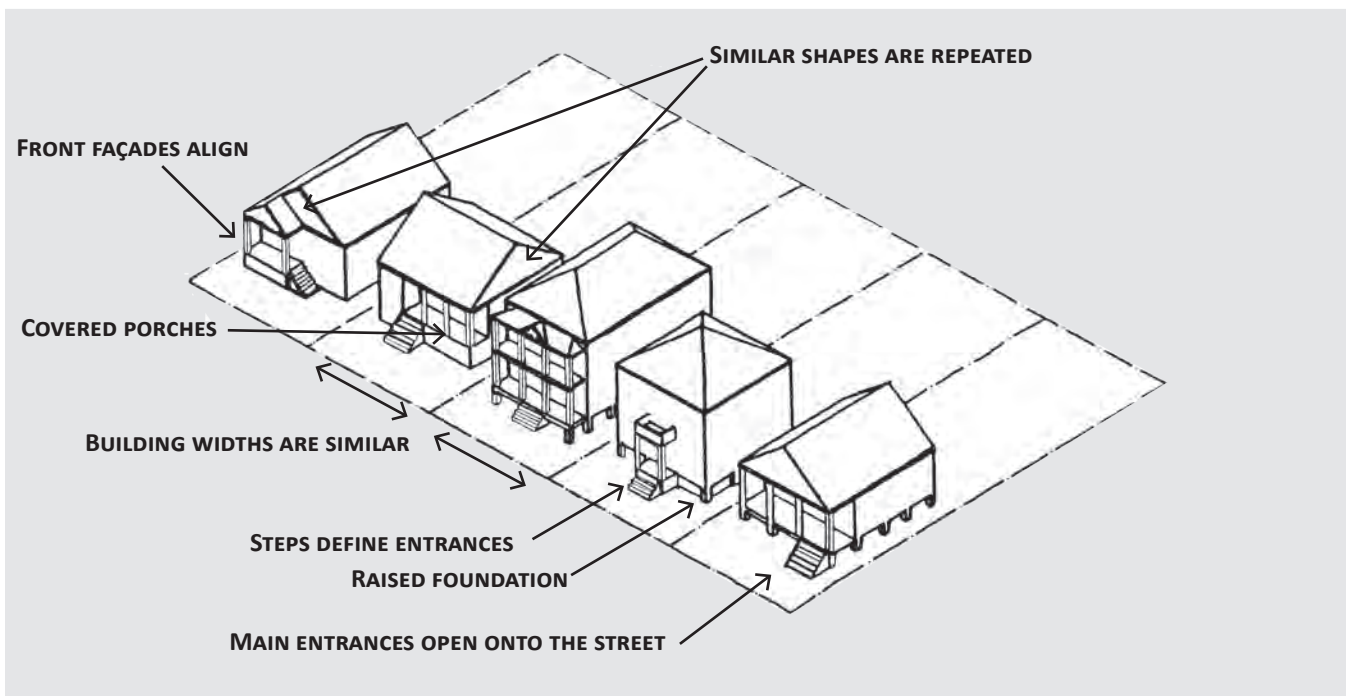 SIMILAR SHAPES ARE REPEATED
FRONT FAÇADES ALIGN
COVERED PORCHES
BUILDING WIDTHS ARE SIMILAR
STEPS DEFINE ENTRANCES
RAISED FOUNDATION
MAIN ENTRANCES OPEN ONTO THE STREET